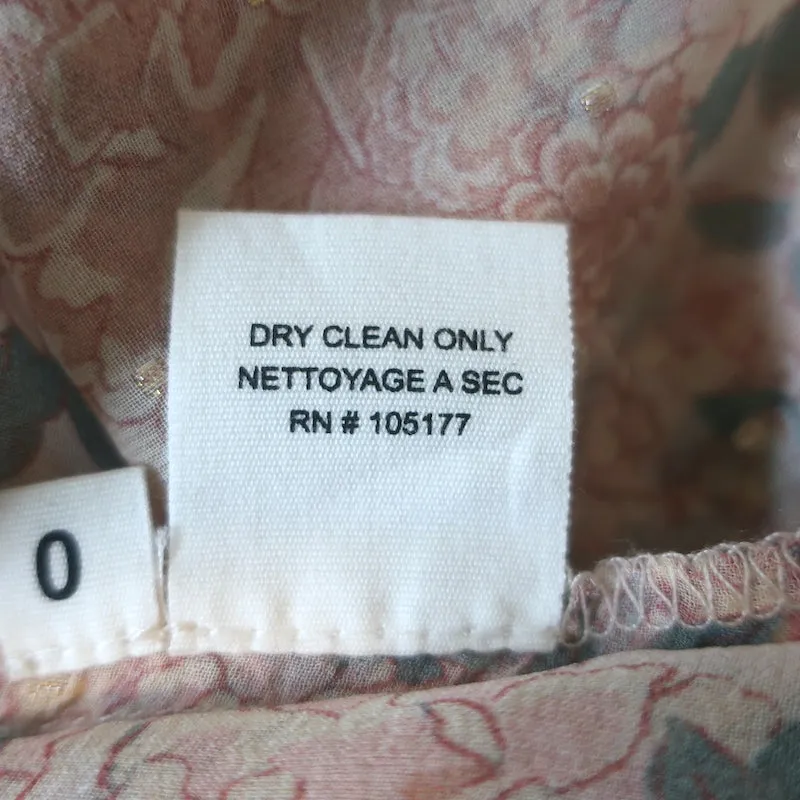 DRY CLEAN ONLY
NETTOYAGE A SEC
RN # 105177
0